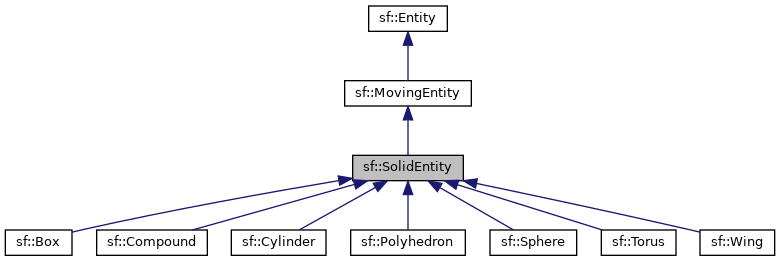 sf::Entity
sf::MovingEntity
sf::SolidEntity
sf::Box
sf::Compound
sf::Cylinder
sf::Polyhedron
sf::Sphere
sf::Torus
sf::Wing